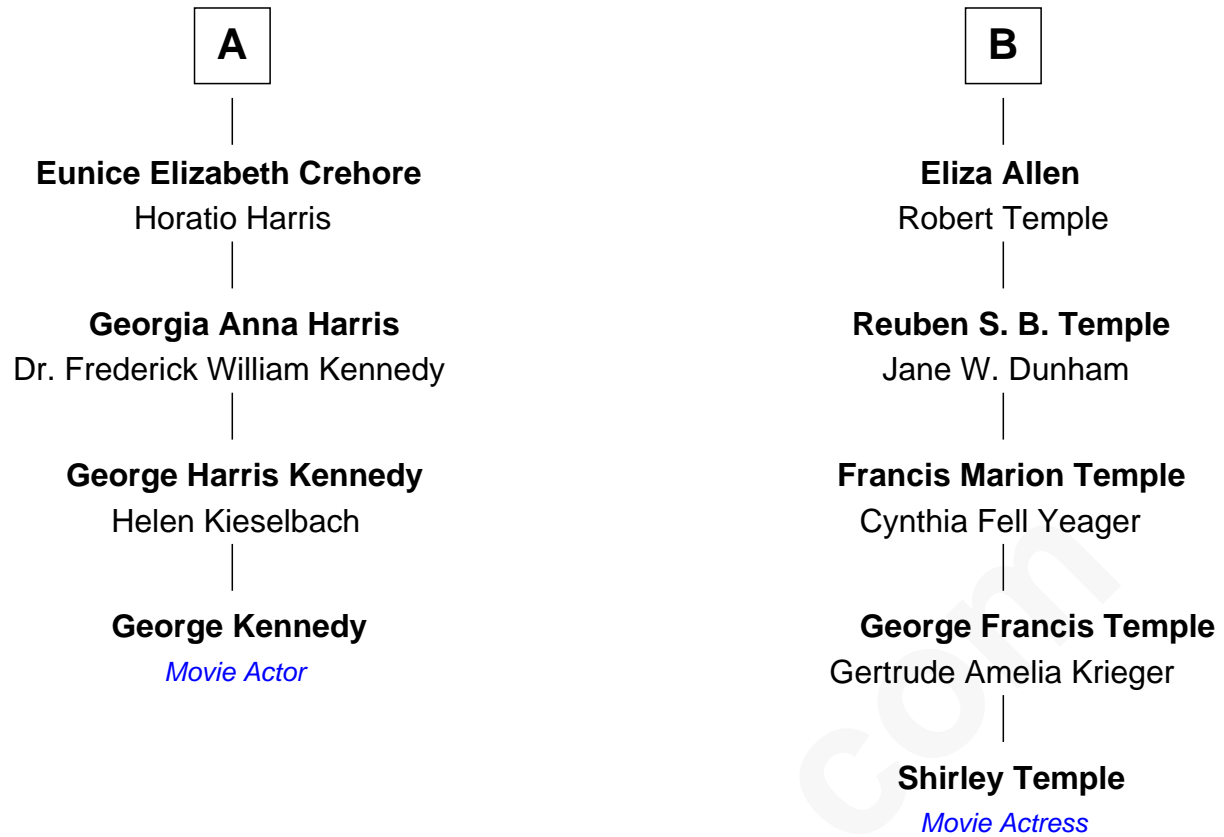 A
Eunice Elizabeth Crehore
Horatio Harris
Georgia Anna Harris
Dr. Frederick William Kennedy
George Harris Kennedy
Helen Kieselbach
George Kennedy
Movie Actor
B
Eliza Allen
Robert Temple
Reuben S. B. Temple
Jane W. Dunham
Francis Marion Temple
Cynthia Fell Yeager
George Francis Temple
Gertrude Amelia Krieger
Shirley Temple
Movie Actress
com